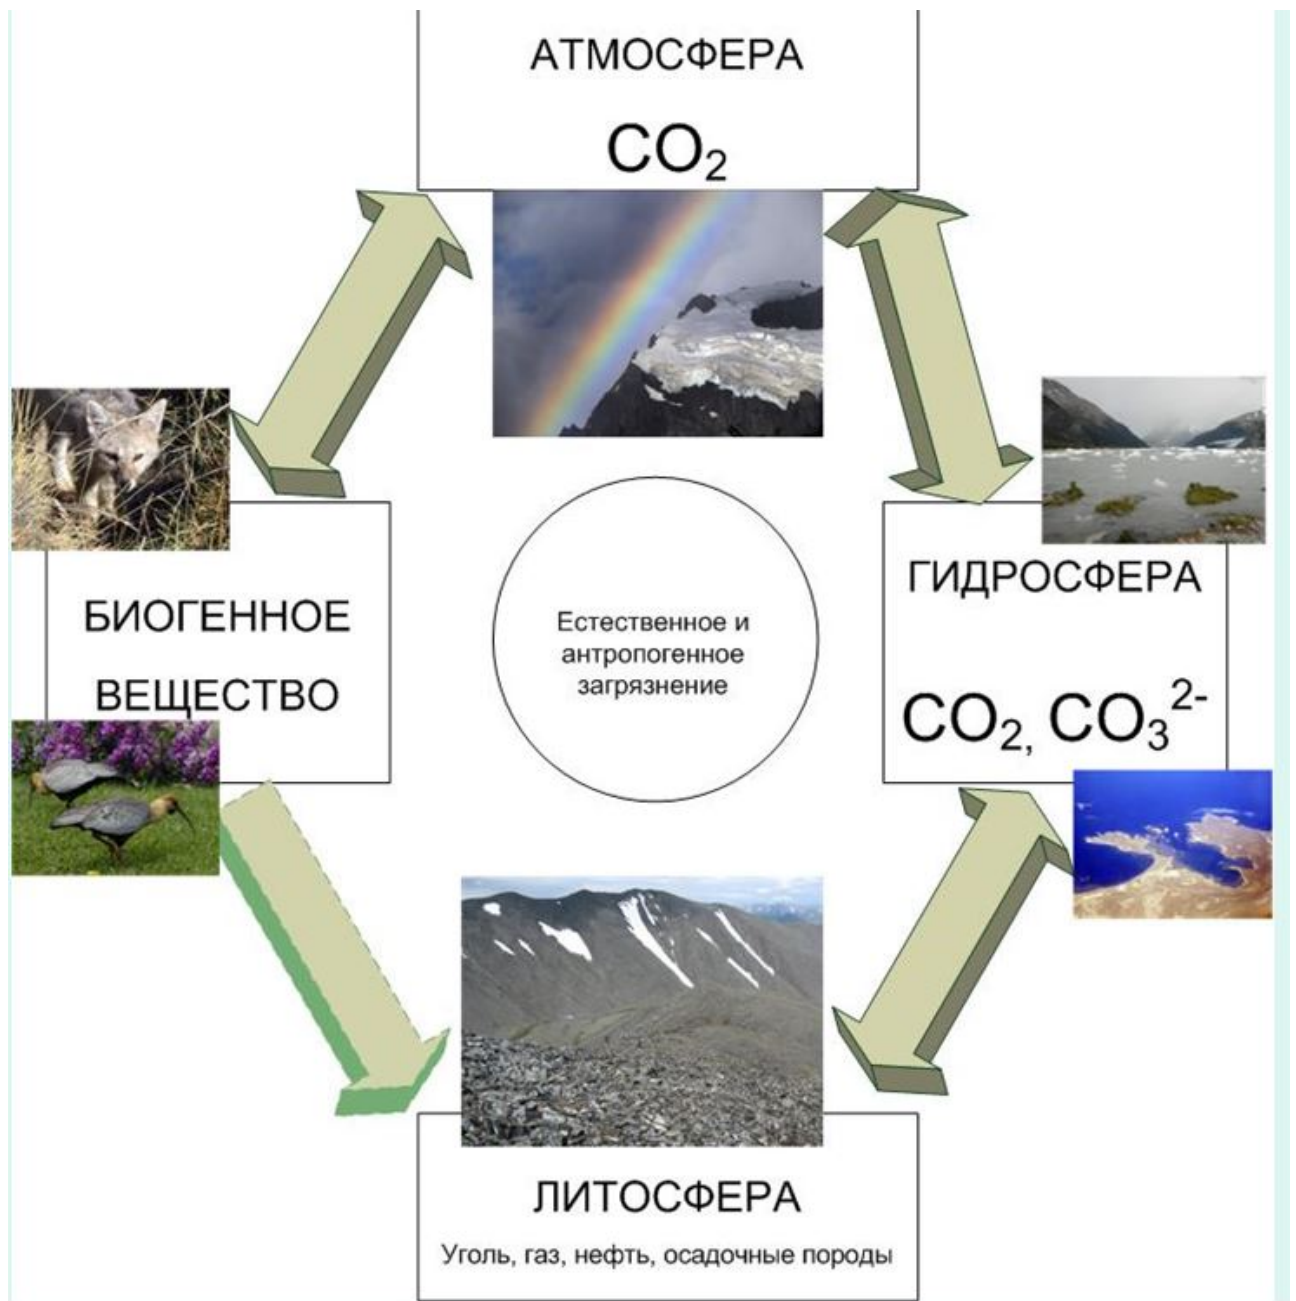 АТМОСФЕРА
CO₂
БИОГЕННОЕ
ВЕЩЕСТВО
Естественное и
антропогенное
загрязнение
ГИДРОСФЕРА
CO₂, CO₃²⁻
ЛИТОСФЕРА
Уголь, газ, нефть, осадочные породы